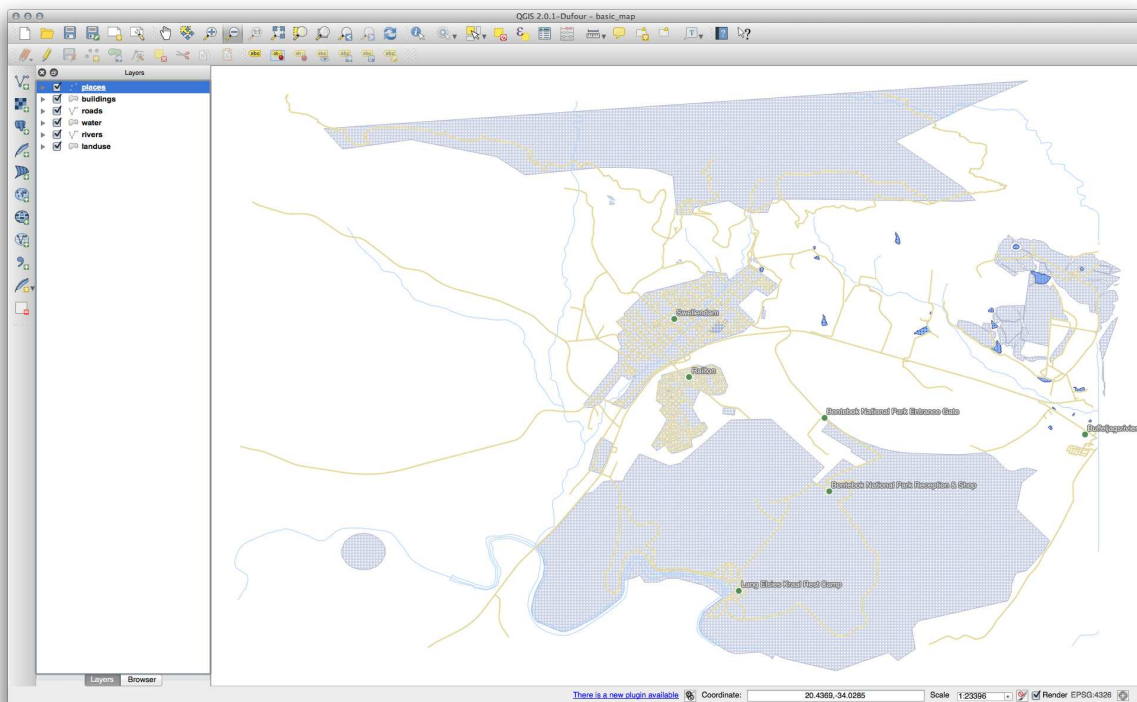 QGIS 2.0.1-Dufour - basic_map
Layers
places
buildings
roads
water
rivers
landuse
Swellendam
Railton
Bontebok National Park Entrance Gate
Buffeljagsrivier
Bontebok National Park Reception & Shop
Lang Elsies Kraal Rest Camp
Layers
Browser
There is a new plugin available
Coordinate:
20.4369,-34.0285
Scale
1:23396
Render
EPSG:4326